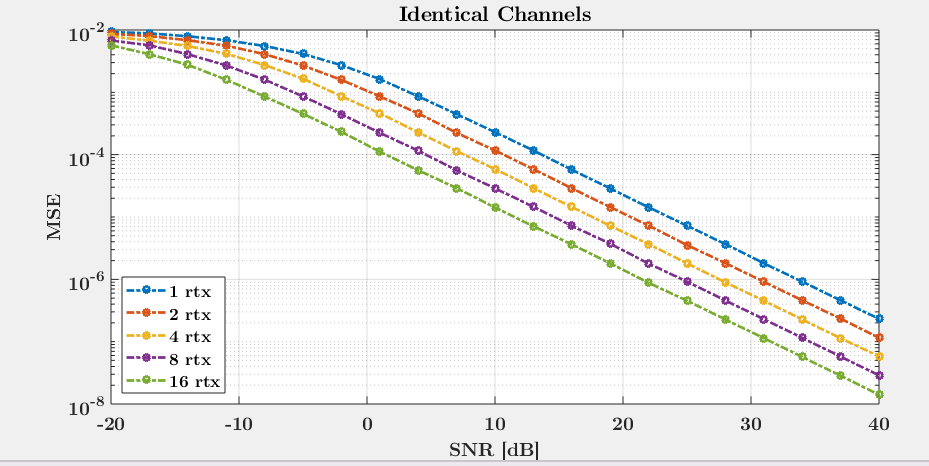 Identical Channels
10-2
10-4
10-6
10-8
MSE
1 rtx
2 rtx
4 rtx
8 rtx
16 rtx
-20 -10 0 10 20 30 40
SNR [dB]